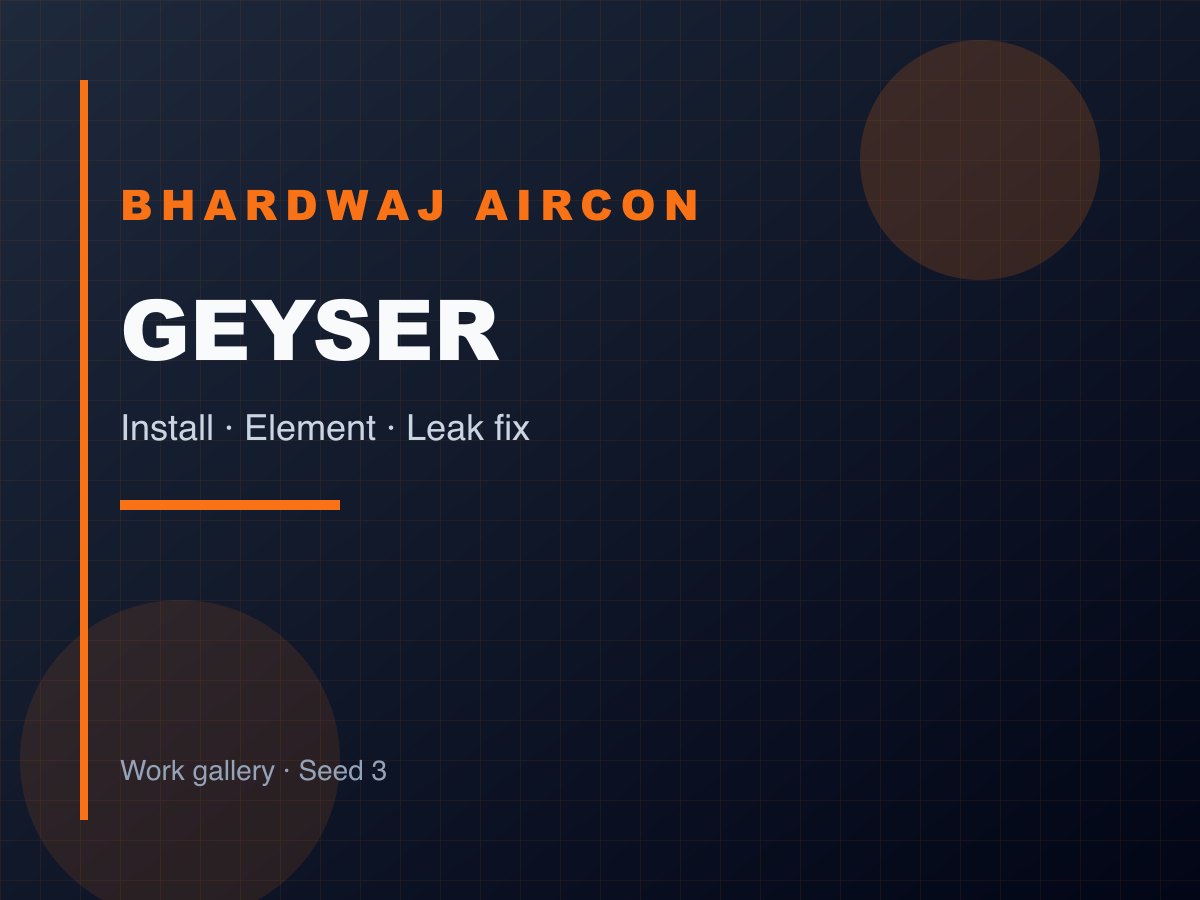 BHARDWAJ AIRCON
GEYSER
Install · Element · Leak fix
Work gallery · Seed 3